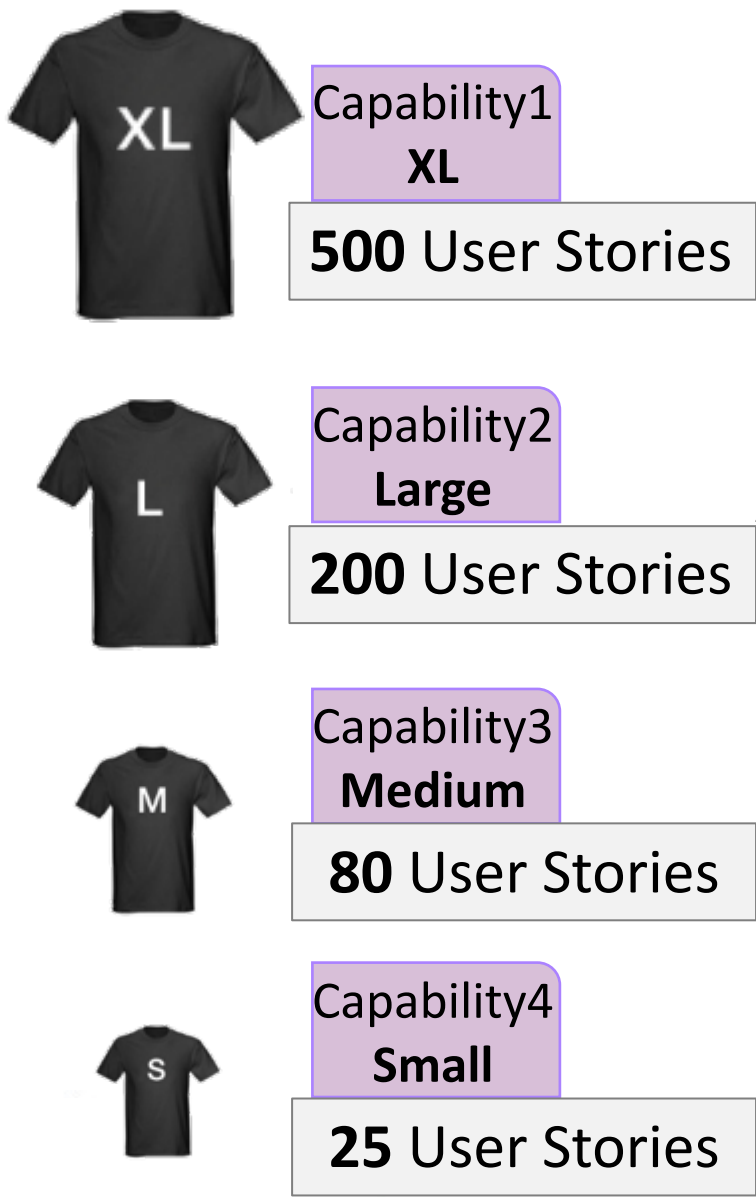 XL
Capability1
XL
500 User Stories
L
Capability2
Large
200 User Stories
M
Capability3
Medium
80 User Stories
S
Capability4
Small
25 User Stories